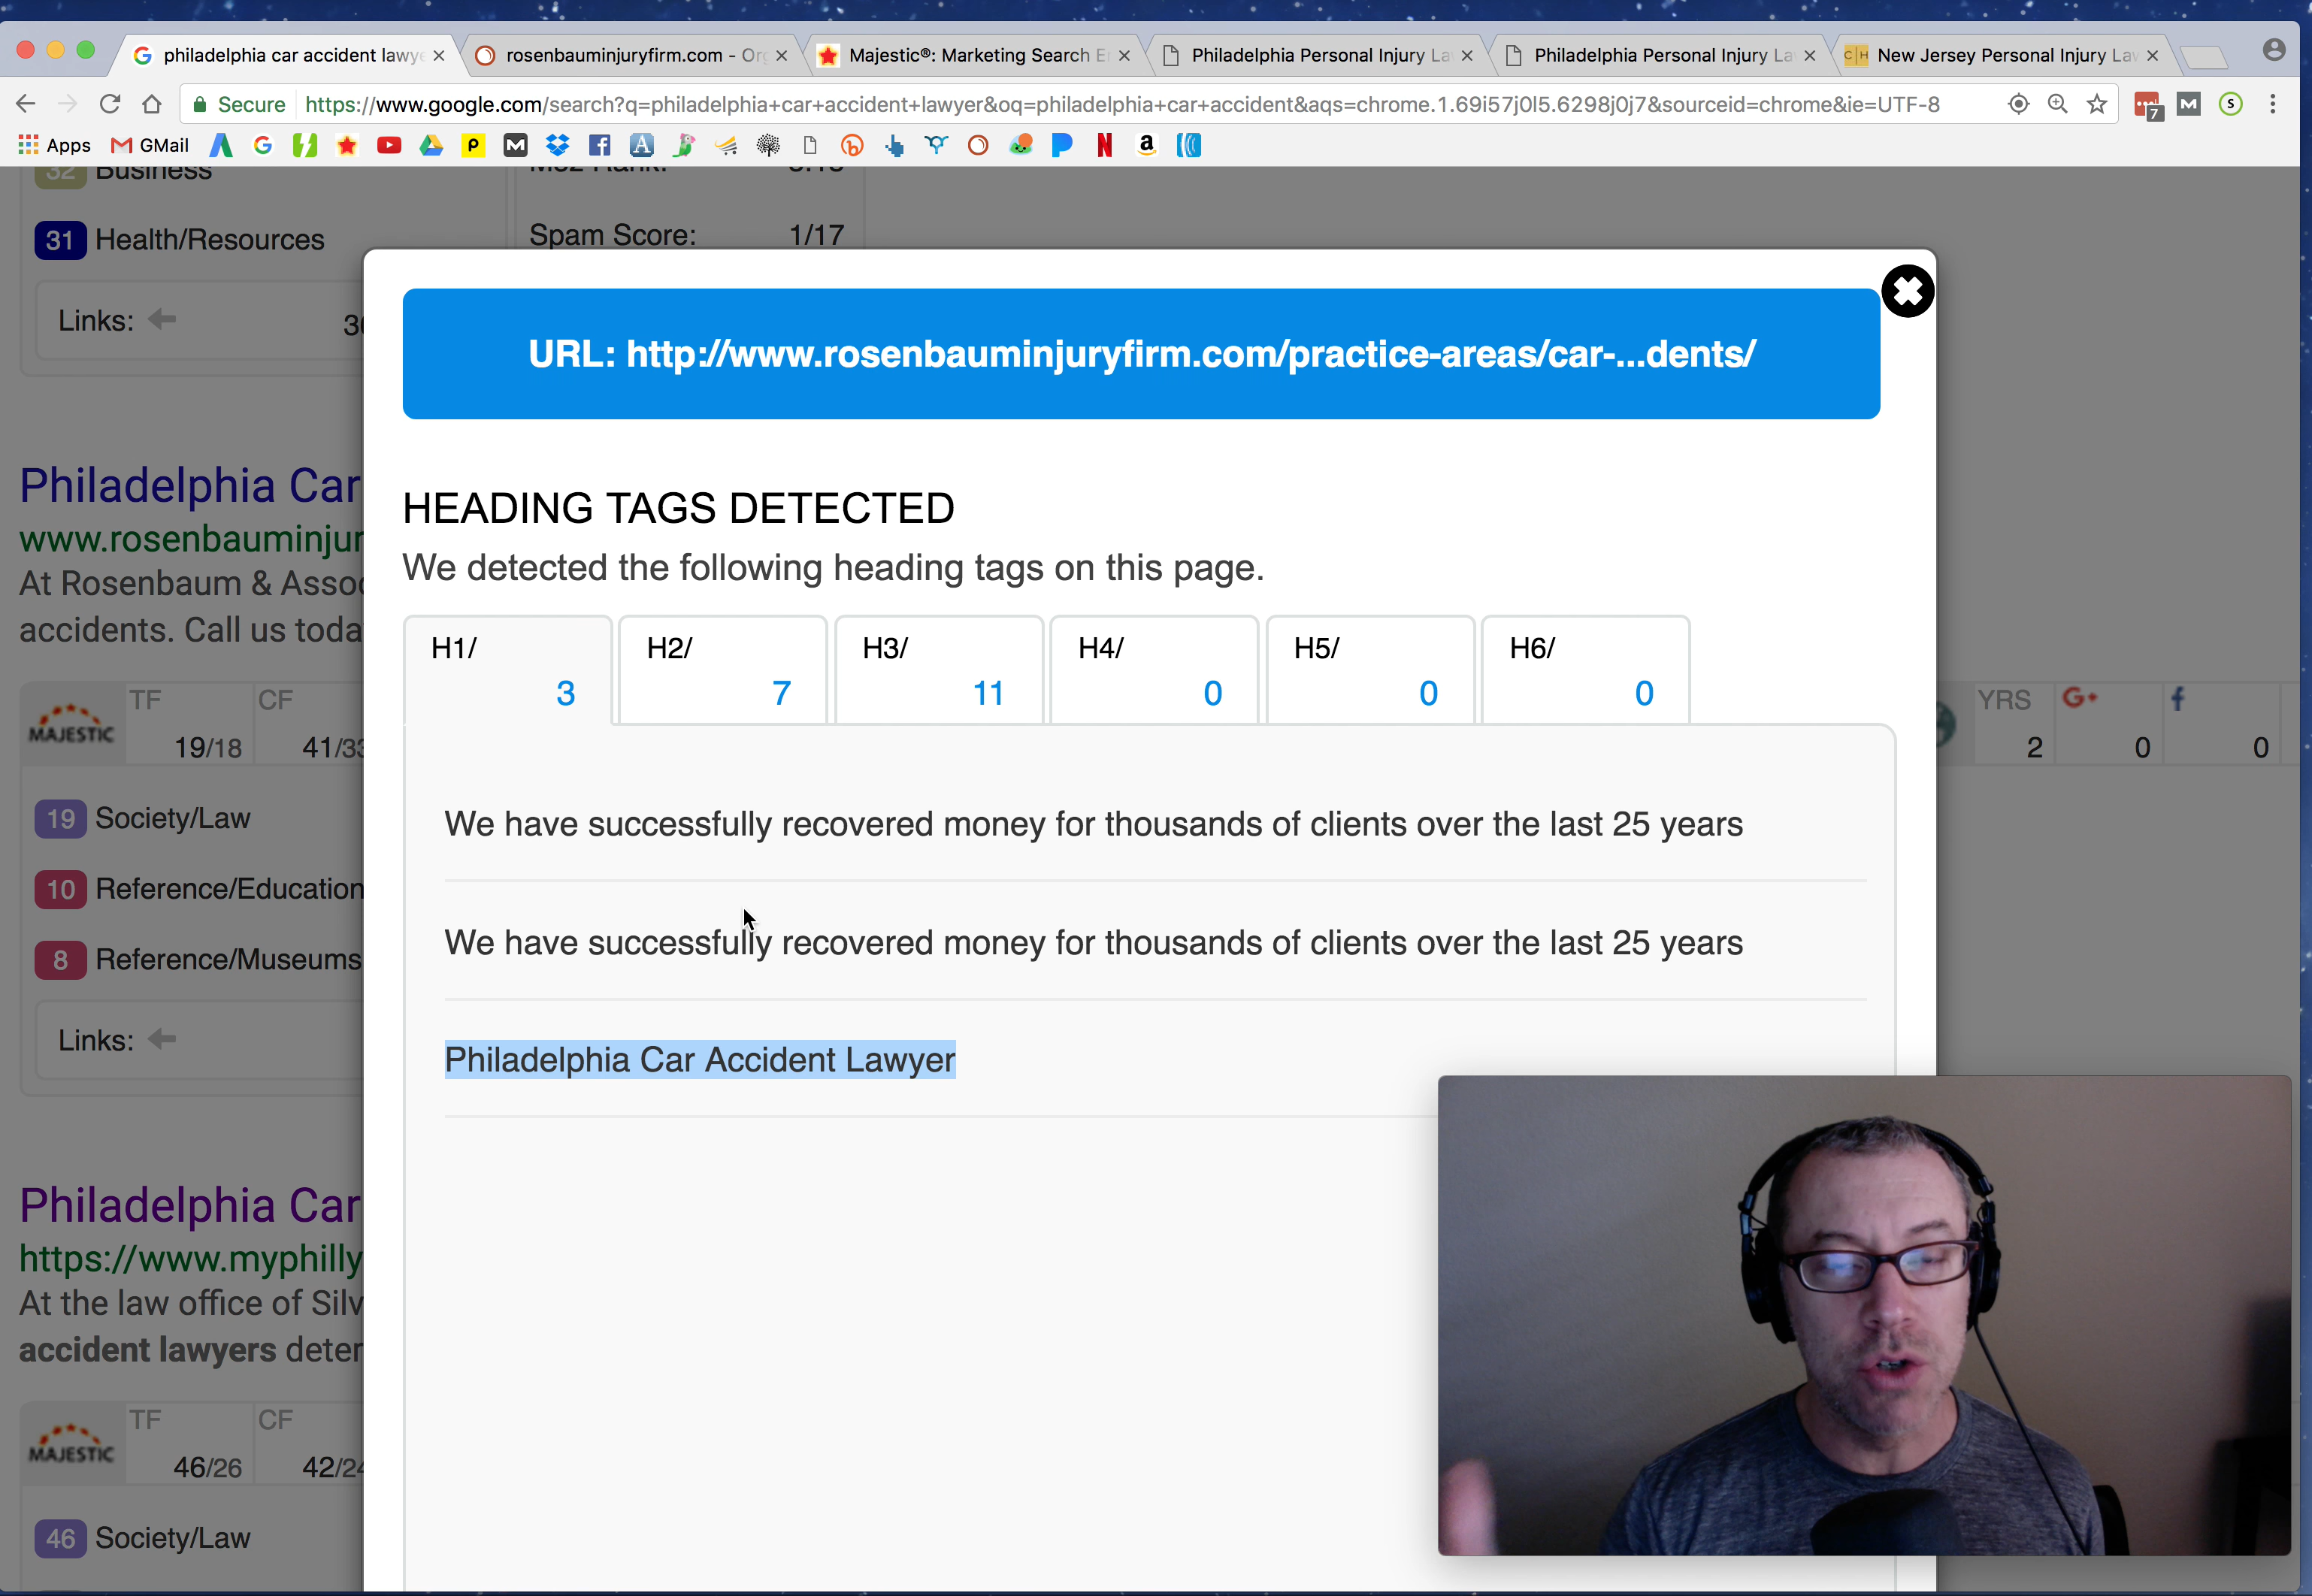 philadelphia car accident lawye
rosenbauminjuryfirm.com - Or
Majestic®: Marketing Search E
Philadelphia Personal Injury La
Philadelphia Personal Injury La
C|H New Jersey Personal Injury La
Secure https://www.google.com/search?q=philadelphia+car+accident+lawyer&oq=philadelphia+car+accident&aqs=chrome.1.69i57j0l5.6298j0j7&sourceid=chrome&ie=UTF-8
7
Apps GMail
32 Business
31 Health/Resources
Spam Score: 1/17
Links:
URL: http://www.rosenbauminjuryfirm.com/practice-areas/car-...dents/
HEADING TAGS DETECTED
We detected the following heading tags on this page.
H1/ H2/ H3/ H4/ H5/ H6/
3 7 11 0 0 0
We have successfully recovered money for thousands of clients over the last 25 years
We have successfully recovered money for thousands of clients over the last 25 years
Philadelphia Car Accident Lawyer
Philadelphia Car
www.rosenbauminjur
At Rosenbaum & Assoc
accidents. Call us toda
MAJESTIC TF CF
19/18 41/33
YRS G+ f
2 0 0
19 Society/Law
10 Reference/Education
8 Reference/Museums
Links:
Philadelphia Car
https://www.myphilly
At the law office of Silv
accident lawyers deter
MAJESTIC TF CF
46/26 42/24
46 Society/Law